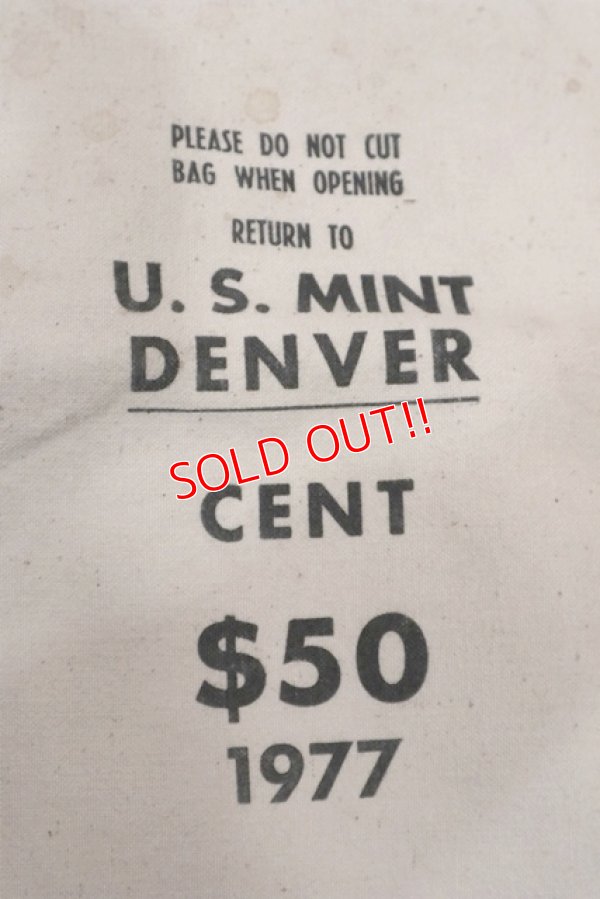 PLEASE DO NOT CUT
BAG WHEN OPENING
RETURN TO
U. S. MINT
DENVER
SOLD OUT!!
CENT
$50
1977